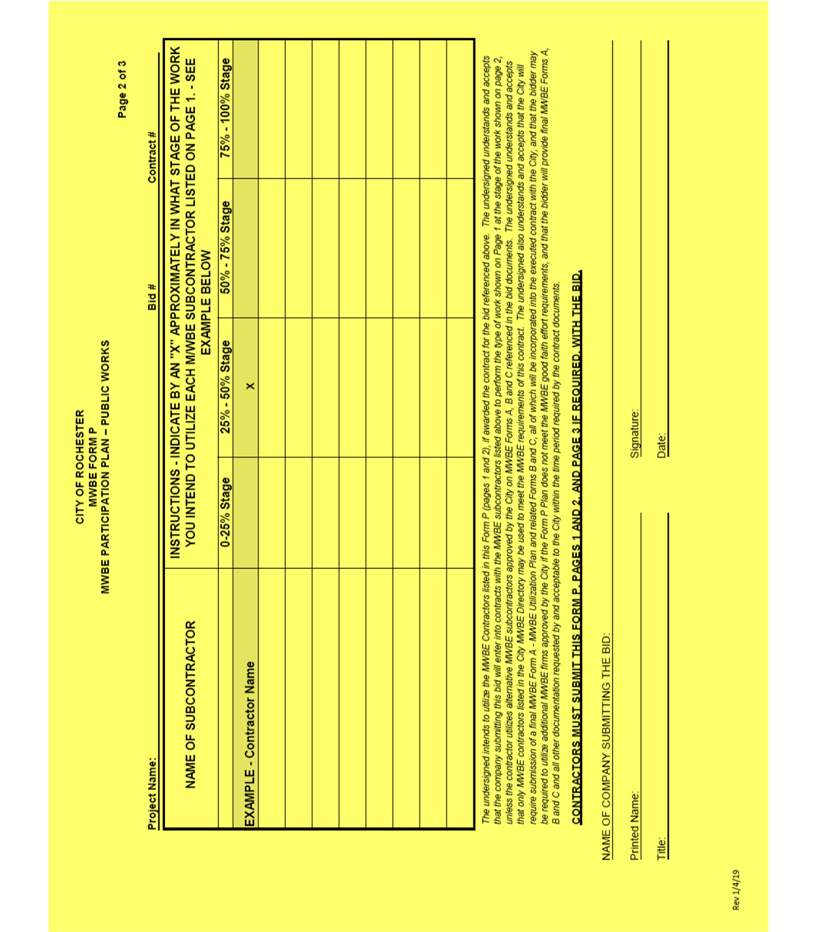 CITY OF ROCHESTER
MWBE FORM P
MWBE PARTICIPATION PLAN – PUBLIC WORKS
Page 2 of 3
Project Name: Bid # Contract #
NAME OF SUBCONTRACTOR
INSTRUCTIONS - INDICATE BY AN "X" APPROXIMATELY IN WHAT STAGE OF THE WORK
YOU INTEND TO UTILIZE EACH M/WBE SUBCONTRACTOR LISTED ON PAGE 1. - SEE
EXAMPLE BELOW
0-25% Stage 25% - 50% Stage 50% - 75% Stage 75% - 100% Stage
EXAMPLE - Contractor Name X
The undersigned intends to utilize the MWBE Contractors listed in this Form P (pages 1 and 2), if awarded the contract for the bid referenced above. The undersigned understands and accepts
that the company submitting this bid will enter into contracts with the MWBE subcontractors listed above to perform the type of work shown on Page 1 at the stage of the work shown on page 2,
unless the contractor utilizes alternative MWBE subcontractors approved by the City on MWBE Forms A, B and C referenced in the bid documents. The undersigned understands and accepts
that only MWBE contractors listed in the City MWBE Directory may be used to meet the MWBE requirements of this contract. The undersigned also understands and accepts that the City will
require submission of a final MWBE Form A - MWBE Utilization Plan and related Forms B and C, all of which will be incorporated into the executed contract with the City, and that the bidder may
be required to utilize additional MWBE firms approved by the City if the Form P Plan does not meet the MWBE good faith effort requirements, and that the bidder will provide final MWBE Forms A,
B and C and all other documentation requested by and acceptable to the City within the time period required by the contract documents.
CONTRACTORS MUST SUBMIT THIS FORM P, PAGES 1 AND 2, AND PAGE 3 IF REQUIRED, WITH THE BID.
NAME OF COMPANY SUBMITTING THE BID:
Printed Name: Signature:
Title: Date:
Rev 1/4/19